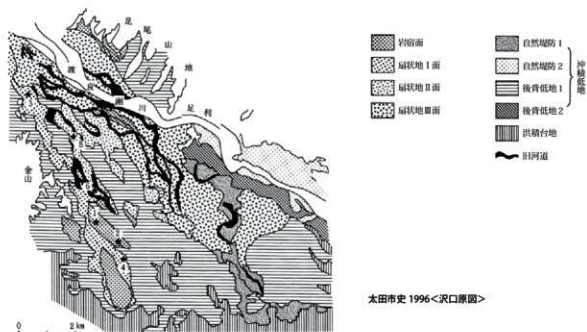 足尾山地
渡良瀬川
足利
金山
0 2km
岩宿面
扇状地Ⅰ面
扇状地Ⅱ面
扇状地Ⅲ面
自然堤防1
自然堤防2
後背低地1
後背低地2
沖積低地
洪積台地
旧河道
太田市史 1996<沢口原図>